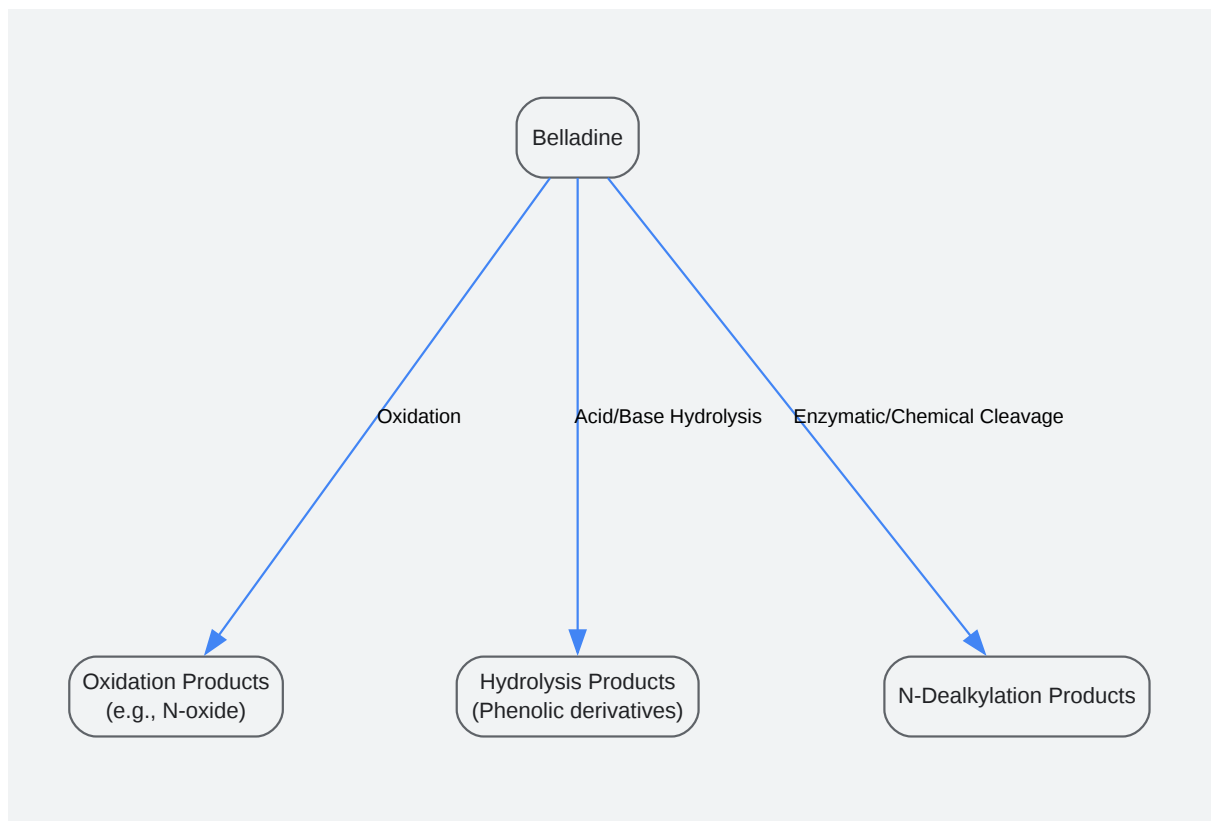 Belladine
Oxidation
Acid/Base Hydrolysis
Enzymatic/Chemical Cleavage
Oxidation Products
(e.g., N-oxide)
Hydrolysis Products
(Phenolic derivatives)
N-Dealkylation Products